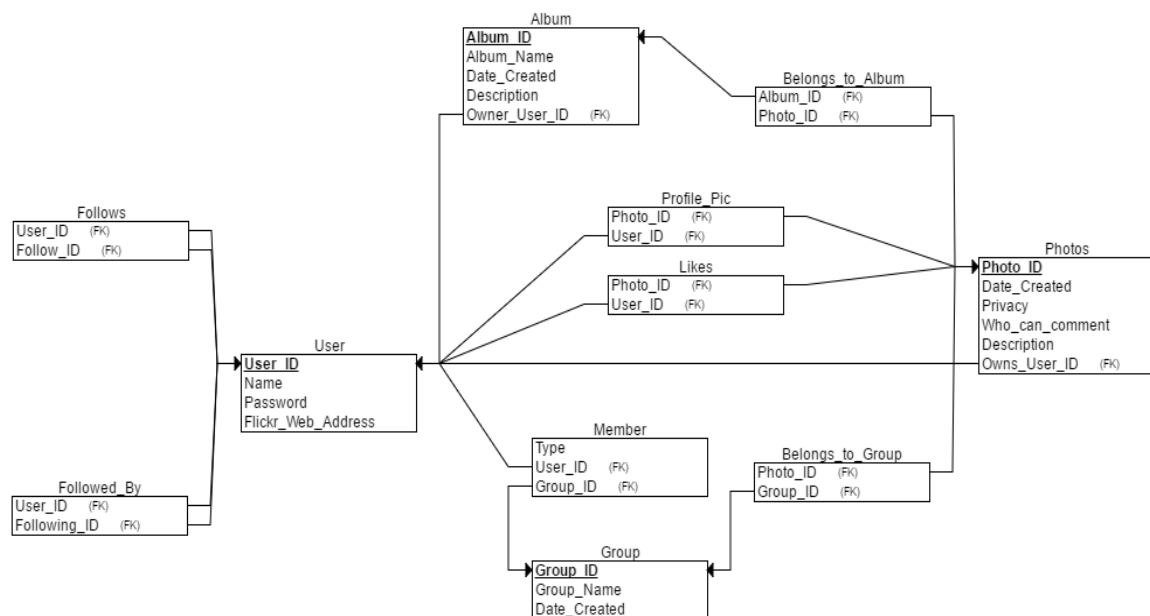 Album
Album_ID
Album_Name
Date_Created
Description
Owner_User_ID (FK)
Belongs_to_Album
Album_ID (FK)
Photo_ID (FK)
Follows
User_ID (FK)
Follow_ID (FK)
Profile_Pic
Photo_ID (FK)
User_ID (FK)
Likes
Photo_ID (FK)
User_ID (FK)
Photos
Photo_ID
Date_Created
Privacy
Who_can_comment
Description
Owns_User_ID (FK)
User
User_ID
Name
Password
Flickr_Web_Address
Member
Type
User_ID (FK)
Group_ID (FK)
Belongs_to_Group
Photo_ID (FK)
Group_ID (FK)
Followed_By
User_ID (FK)
Following_ID (FK)
Group
Group_ID
Group_Name
Date_Created